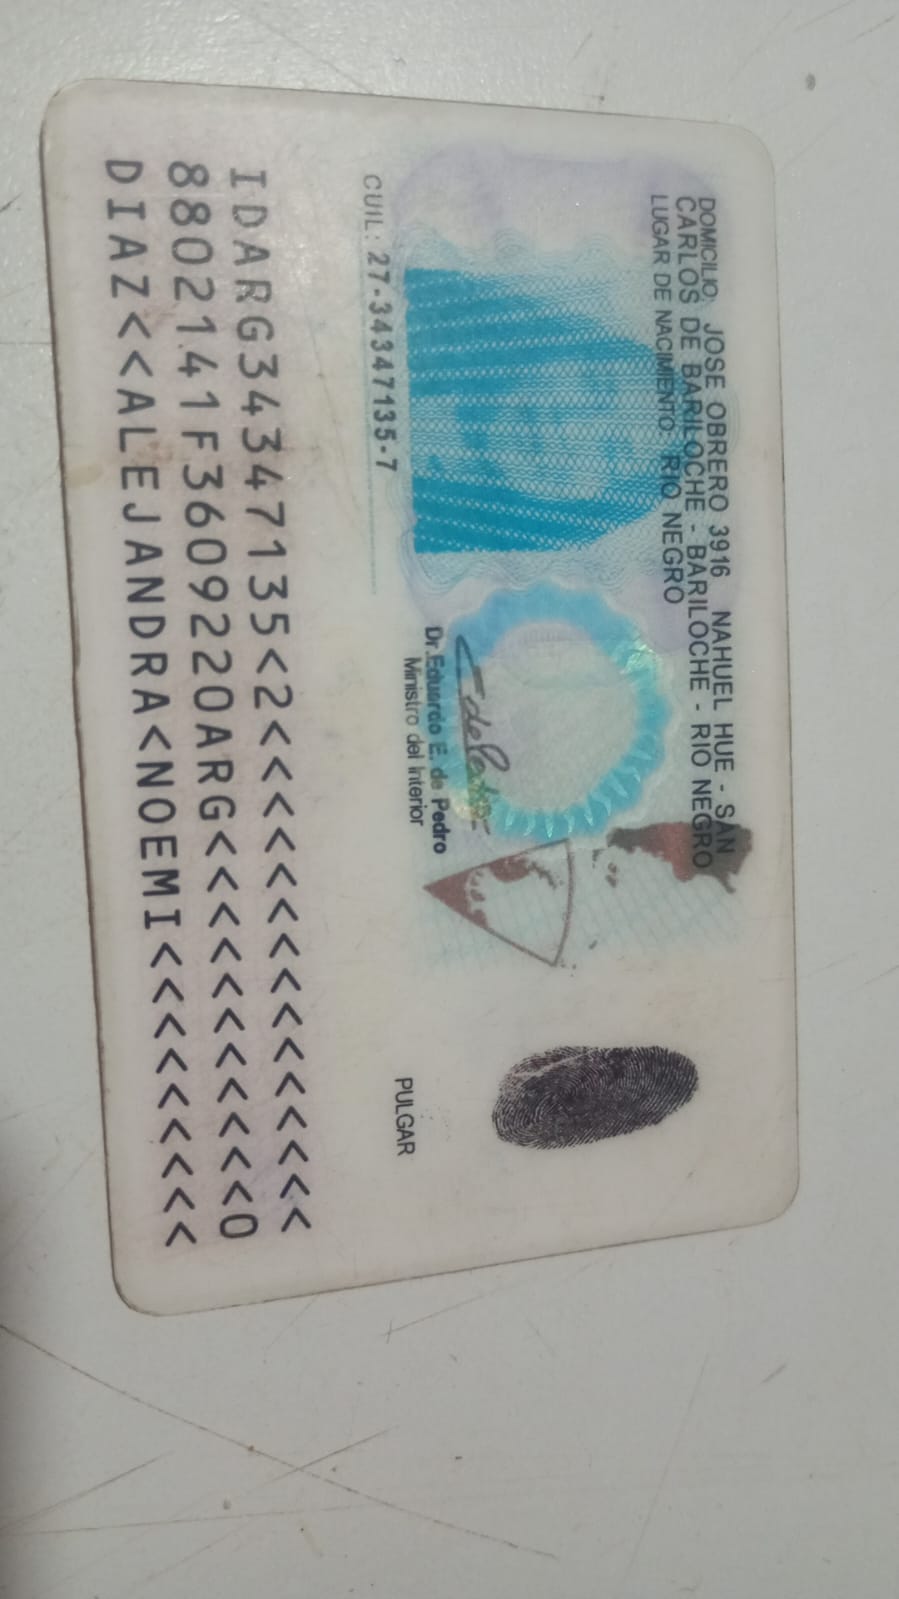 DOMICILIO: JOSE OBRERO 3916 NAHUEL HUE - SAN
CARLOS DE BARILOCHE - BARILOCHE - RIO NEGRO
LUGAR DE NACIMIENTO: RIO NEGRO
Dr. Eduardo E. de Pedro
Ministro del Interior
CUIL: 27-34347135-7
PULGAR
IDARG34347135<2<<<<<<<<<<<<<<<
8802141F3609220ARG<<<<<<<<<<<0
DIAZ<<ALEJANDRA<NOEMI<<<<<<<<<